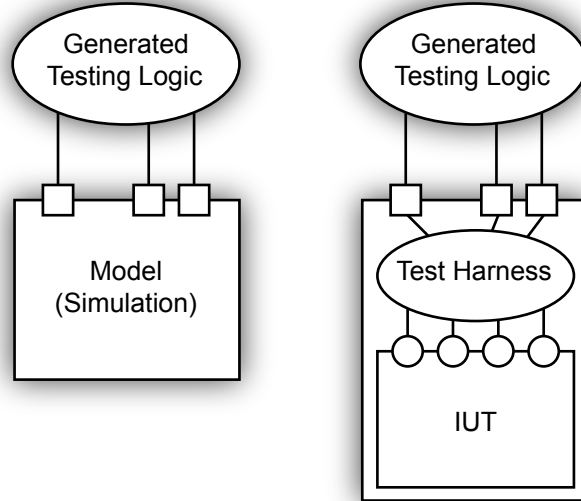 Generated
Testing Logic
Model
(Simulation)
Generated
Testing Logic
Test Harness
IUT